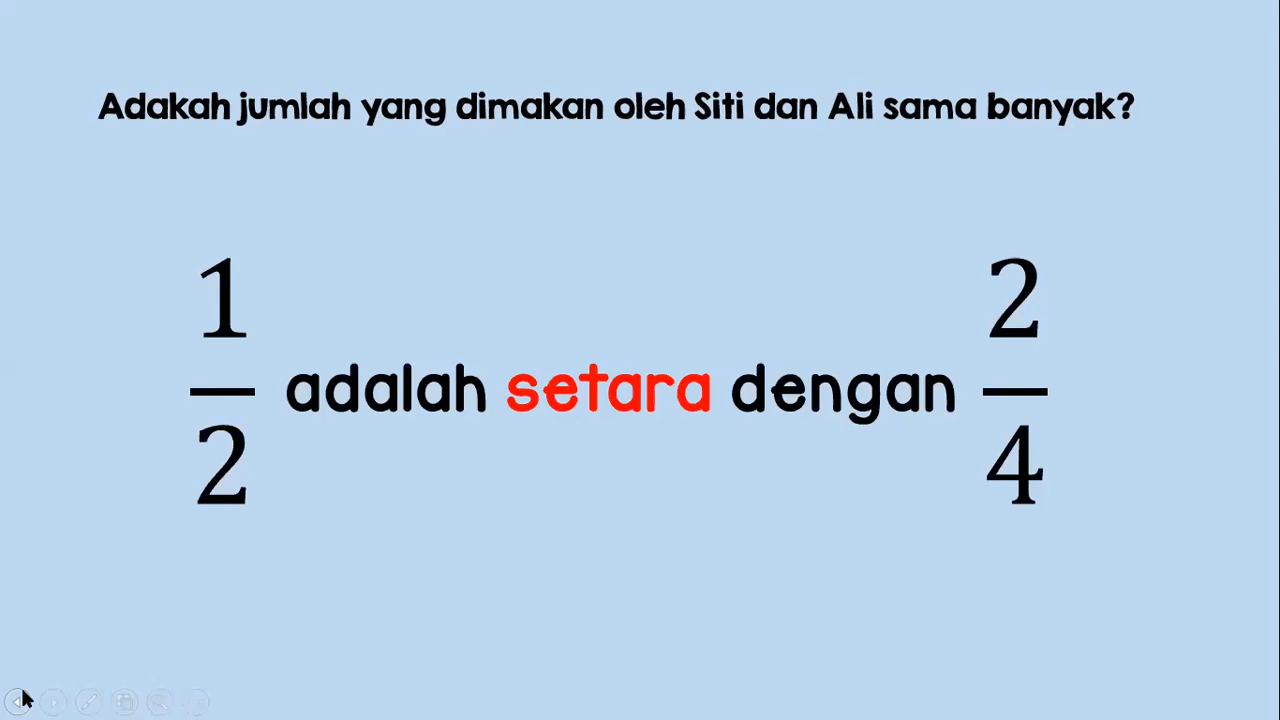 Adakah jumlah yang dimakan oleh Siti dan Ali sama banyak?
1/2 adalah setara dengan 2/4